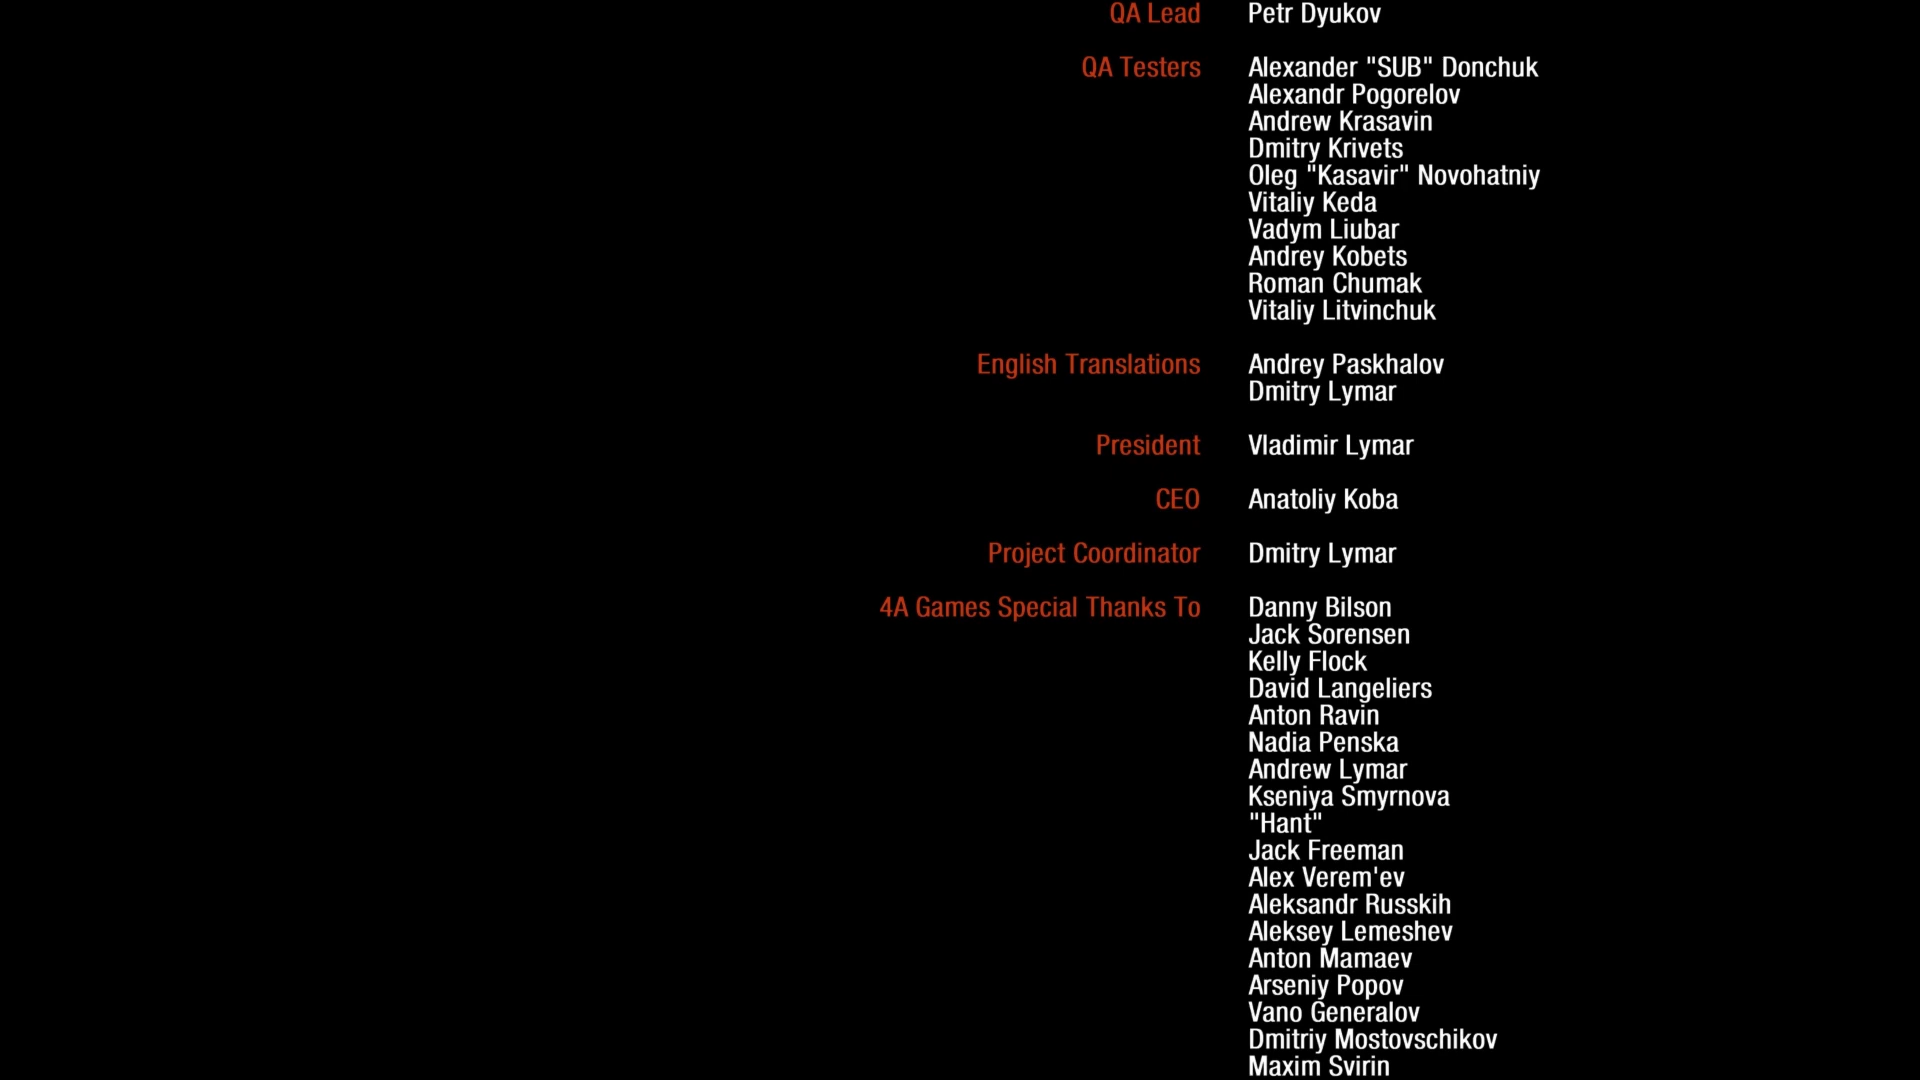 QA Lead Petr Dyukov
QA Testers Alexander "SUB" Donchuk
Alexandr Pogorelov
Andrew Krasavin
Dmitry Krivets
Oleg "Kasavir" Novohatniy
Vitaliy Keda
Vadym Liubar
Andrey Kobets
Roman Chumak
Vitaliy Litvinchuk
English Translations Andrey Paskhalov
Dmitry Lymar
President Vladimir Lymar
CEO Anatoliy Koba
Project Coordinator Dmitry Lymar
4A Games Special Thanks To Danny Bilson
Jack Sorensen
Kelly Flock
David Langeliers
Anton Ravin
Nadia Penska
Andrew Lymar
Kseniya Smyrnova
"Hant"
Jack Freeman
Alex Verem'ev
Aleksandr Russkih
Aleksey Lemeshev
Anton Mamaev
Arseniy Popov
Vano Generalov
Dmitriy Mostovschikov
Maxim Svirin